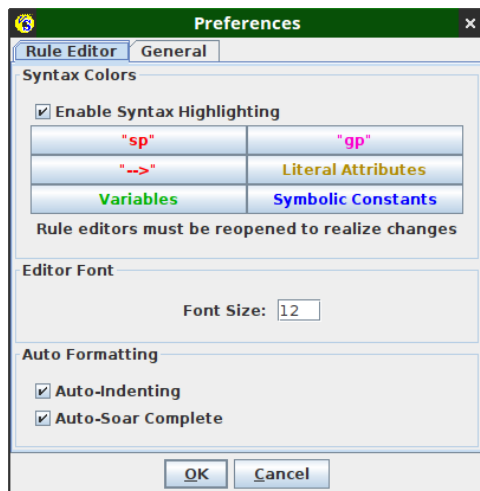 Preferences
Rule Editor General
Syntax Colors
Enable Syntax Highlighting
"sp" "gp"
"-->" Literal Attributes
Variables Symbolic Constants
Rule editors must be reopened to realize changes
Editor Font
Font Size: 12
Auto Formatting
Auto-Indenting
Auto-Soar Complete
OK Cancel